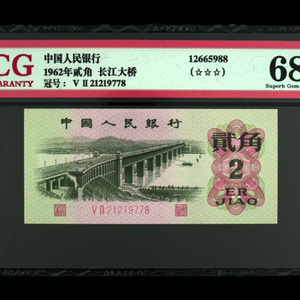 CG
ARANTY
中国人民银行
1962年贰角 长江大桥
冠号: V II 21219778
12665988
(☆☆☆)
68
Superb Gem
中国人民银行
贰角
2
ER
JIAO
V II 21219778